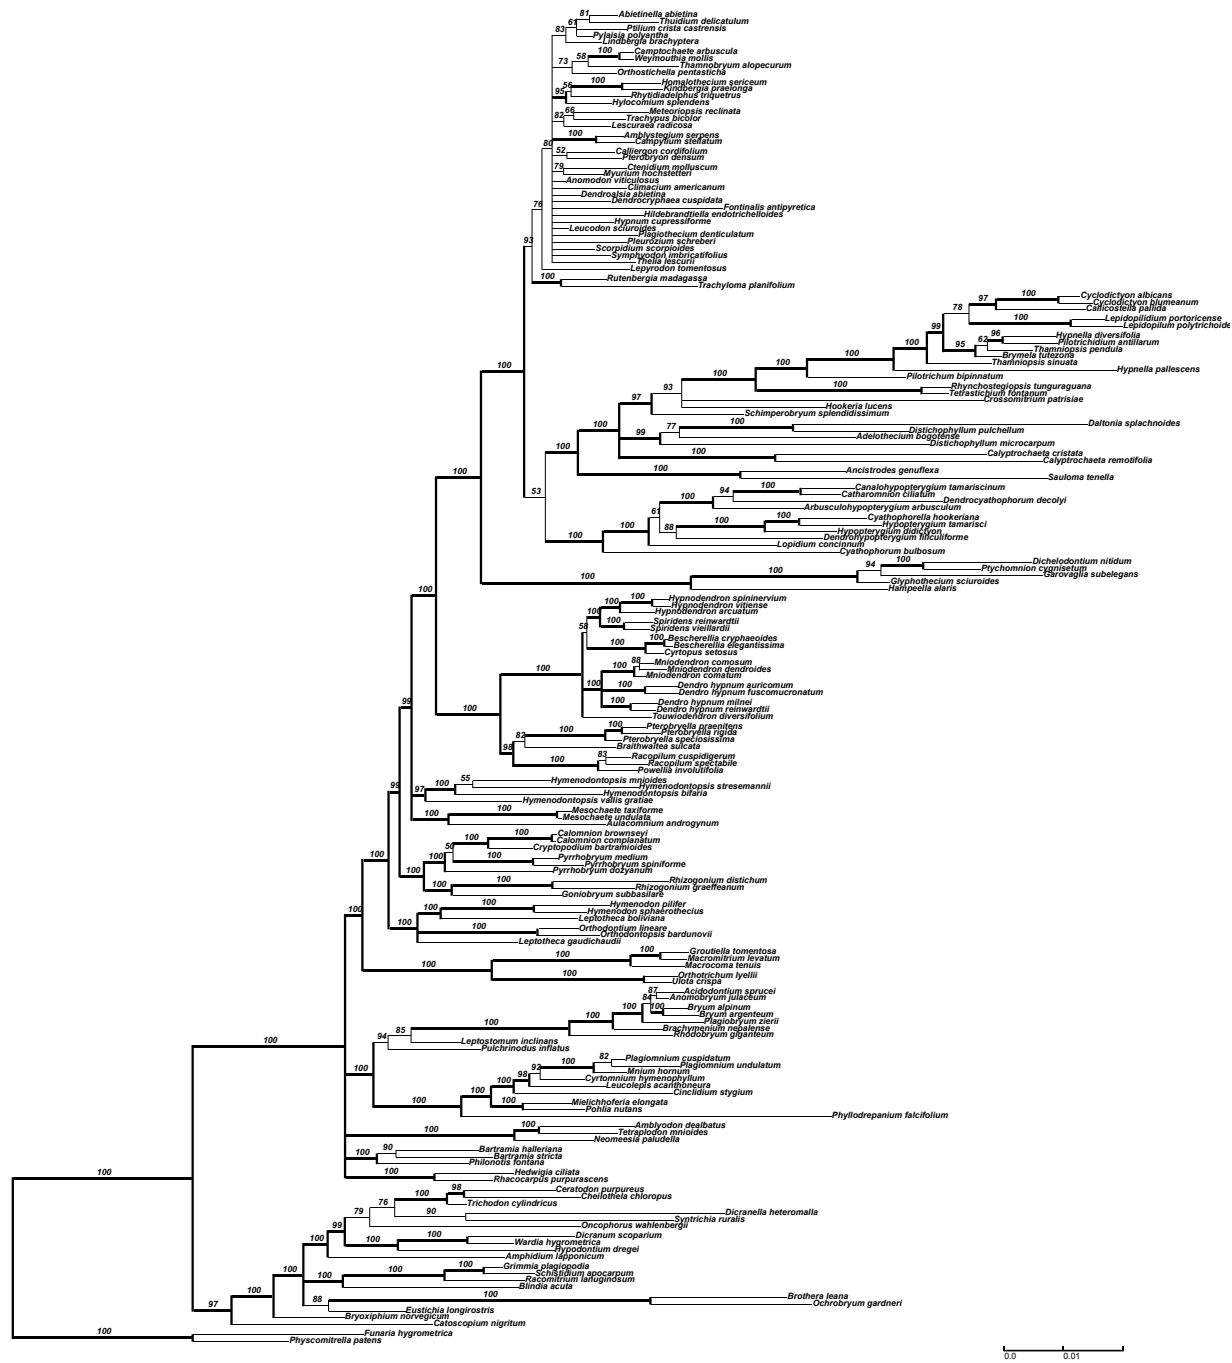 81 Abietinella abietina
Thuidium delicatulum
61 Ptilium crista castrensis
83 Pylaisia polyantha
Lindbergia brachyptera
100 Camptochaete arbuscula
58 Weymouthia mollis
73 Thamnobryum alopecurum
Orthostichella pentasticha
100 Homalothecium sericeum
56 Kindbergia praelonga
95 Rhytidiadelphus triquetrus
Hylocomium splendens
66 Meteoriopsis reclinata
82 Trachypus bicolor
Lescuraea radicosa
100 Amblystegium serpens
Campylium stellatum
80 52 Calliergon cordifolium
Pterobryon densum
79 Ctenidium molluscum
Myurium hochstetteri
Anomodon viticulosus
Climacium americanum
Dendroalsia abietina
Dendrocryphaea cuspidata
76 Fontinalis antipyretica
Hildebrandtiella endotrichelloides
Hypnum cupressiforme
Leucodon sciuroides
Plagiothecium denticulatum
93 Pleurozium schreberi
Scorpidium scorpioides
Symphyodon imbricatifolius
Thelia lescurii
Lepyrodon tomentosus
100 Rutenbergia madagassa
Trachyloma planifolium
97 100 Cyclodictyon albicans
Cyclodictyon blumeanum
78 Callicostella pallida
100 Lepidopilidium portoricense
Lepidopilum polytrichoide
99 96 Hypnella diversifolia
62 Pilotrichidium antillarum
95 Thamniopsis pendula
Brymela tutezona
100 Thamniopsis sinuata
100 Hypnella pallescens
100 Pilotrichum bipinnatum
93 100 Rhynchostegiopsis tunguraguana
Tetrastichium fontanum
97 Crossomitrium patrisiae
Hookeria lucens
Schimperobryum splendidissimum
100 100 Daltonia splachnoides
77 Distichophyllum pulchellum
99 Adelothecium bogotense
Distichophyllum microcarpum
100 100 Calyptrochaeta cristata
Calyptrochaeta remotifolia
100 Ancistrodes genuflexa
Sauloma tenella
100 100 53 94 100 Canalohypopterygium tamariscinum
Catharomnion ciliatum
100 Dendrocyathophorum decolyi
Arbusculohypopterygium arbusculum
61 100 Cyathophorella hookeriana
Hypopterygium tamarisci
88 Hypopterygium didictyon
100 Dendrohypopterygium filiculiforme
100 Lopidium concinnum
Cyathophorum bulbosum
100 Dichelodontium nitidum
94 Ptychomnion cygnisetum
100 100 Garovaglia subelegans
Glyphothecium sciuroides
Hampeella alaris
100 100 Hypnodendron spininervium
Hypnodendron vitiense
100 Hypnodendron arcuatum
100 Spiridens reinwardtii
58 Spiridens vieillardii
100 Bescherellia cryphaeoides
100 Bescherellia elegantissima
Cyrtopus setosus
88 Mniodendron comosum
100 100 Mniodendron dendroides
Mniodendron comatum
100 100 Dendro hypnum auricomum
Dendro hypnum fuscomucronatum
100 Dendro hypnum milnei
99 100 Dendro hypnum reinwardtii
Touwiodendron diversifolium
100 Pterobryella praenitens
82 100 Pterobryella rigida
Pterobryella speciosissima
98 Braithwaitea sulcata
83 Racopilum cuspidigerum
100 Racopilum spectabile
Powellia involutifolia
55 Hymenodontopsis mnioides
99 97 100 Hymenodontopsis stresemannii
Hymenodontopsis bifaria
Hymenodontopsis vallis gratiae
100 100 Mesochaete taxiforme
Mesochaete undulata
Aulacomnium androgynum
100 100 Calomnion brownseyi
Calomnion complanatum
50 Cryptopodium bartramioides
100 100 100 Pyrrhobryum medium
Pyrrhobryum spiniforme
100 Pyrrhobryum dozyanum
100 100 Rhizogonium distichum
Rhizogonium graeffeanum
Goniobryum subbasilare
100 100 100 Hymenodon pilifer
Hymenodon sphaerothecius
100 Leptotheca boliviana
100 Orthodontium lineare
Orthodontopsis bardunovii
Leptotheca gaudichaudii
100 Groutiella tomentosa
100 Macromitrium levatum
100 Macrocoma tenuis
100 Orthotrichum lyellii
Ulota crispa
87 Acidodontium sprucei
84 Anomobryum julaceum
100 Bryum alpinum
100 Bryum argenteum
100 Plagiobryum zierii
85 100 Brachymenium nepalense
94 Rhodobryum giganteum
Leptostomum inclinans
100 Pulchrinodus inflatus
82 Plagiomnium cuspidatum
100 100 Plagiomnium undulatum
92 Mnium hornum
98 Cyrtomnium hymenophyllum
100 Leucolepis acanthoneura
100 Cinclidium stygium
100 100 Mielichhoferia elongata
Pohlia nutans
Phyllodrepanium falcifolium
100 100 Amblyodon dealbatus
Tetraplodon mnioides
Neomeesia paludella
90 Bartramia halleriana
100 Bartramia stricta
Philonotis fontana
100 100 Hedwigia ciliata
Rhacocarpus purpurascens
98 Ceratodon purpureus
100 Cheilothela chloropus
76 Trichodon cylindricus
79 90 Dicranella heteromalla
Syntrichia ruralis
99 Oncophorus wahlenbergii
100 Dicranum scoparium
100 100 Wardia hygrometrica
Hypodontium dregei
Amphidium lapponicum
100 100 Grimmia plagiopodia
100 100 Schistidium apocarpum
Racomitrium lanuginosum
Blindia acuta
88 100 Brothera leana
Ochrobryum gardneri
97 Eustichia longirostris
Bryoxiphium norvegicum
Catoscopium nigritum
100 Funaria hygrometrica
Physcomitrella patens
0.0 0.01